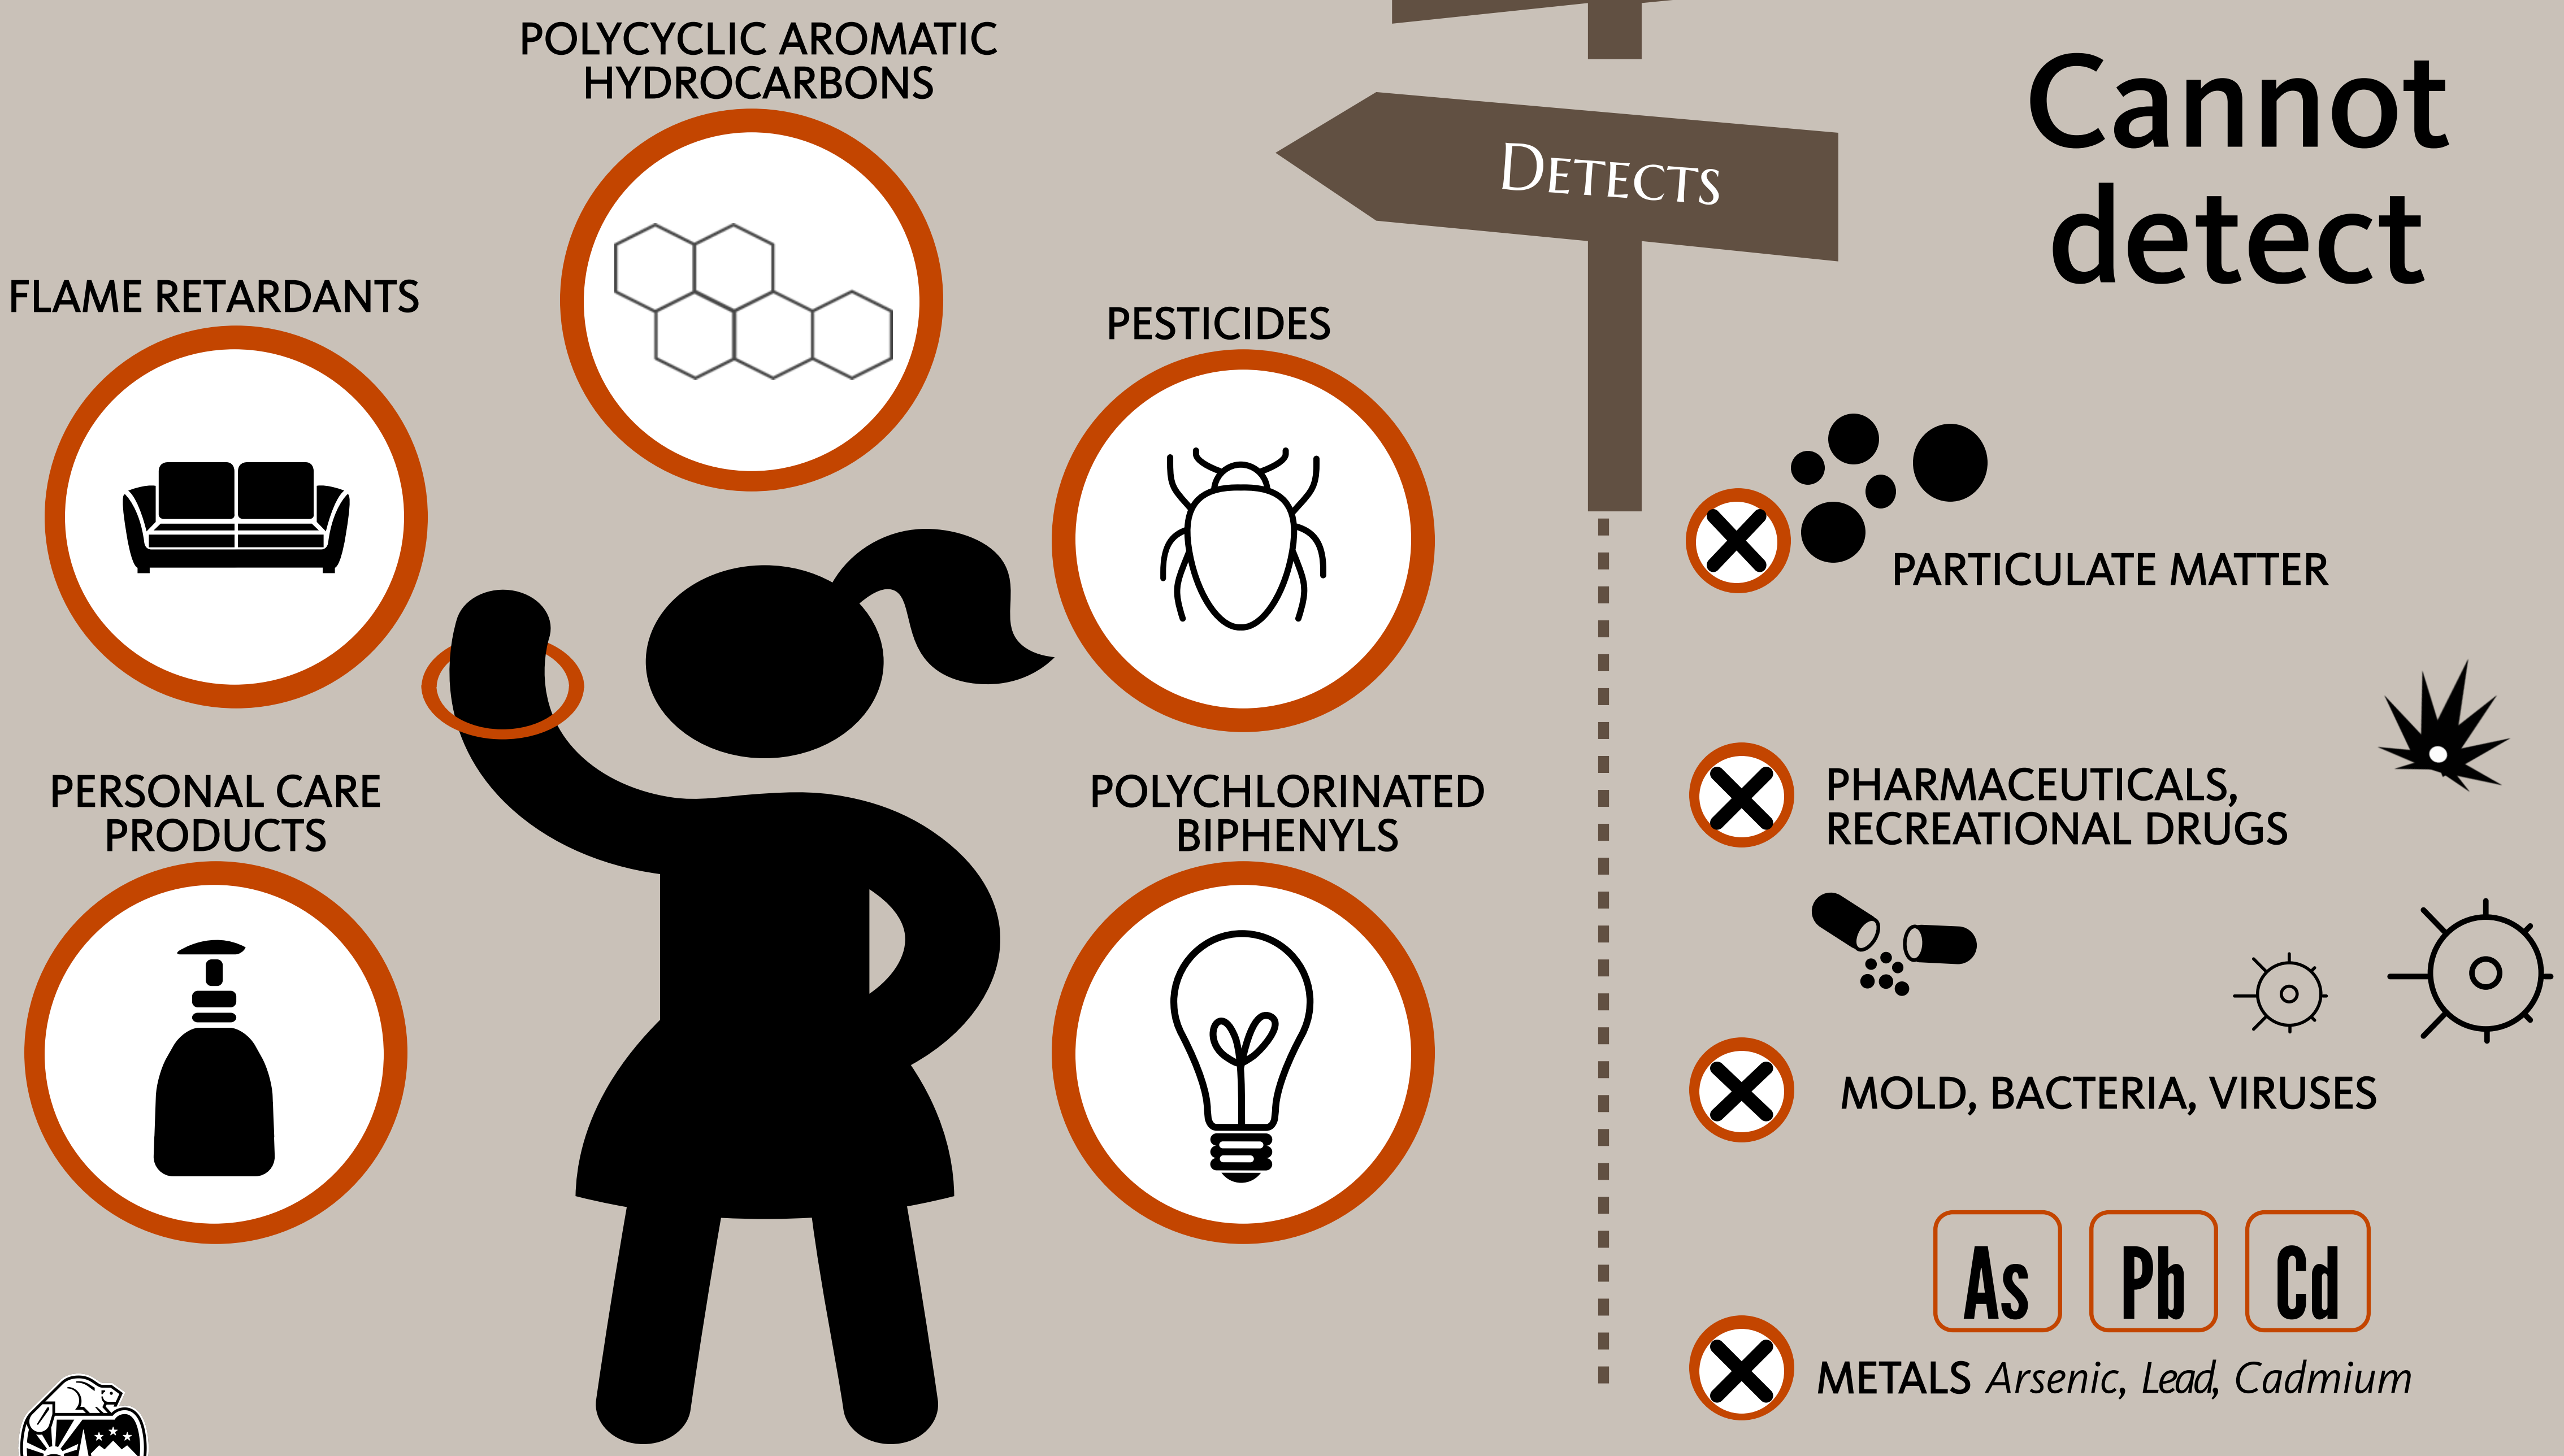 POLYCYCLIC AROMATIC
HYDROCARBONS
FLAME RETARDANTS
PESTICIDES
PERSONAL CARE
PRODUCTS
POLYCHLORINATED
BIPHENYLS
DETECTS
Cannot
detect
PARTICULATE MATTER
PHARMACEUTICALS,
RECREATIONAL DRUGS
MOLD, BACTERIA, VIRUSES
As Pb Cd
METALS Arsenic, Lead, Cadmium